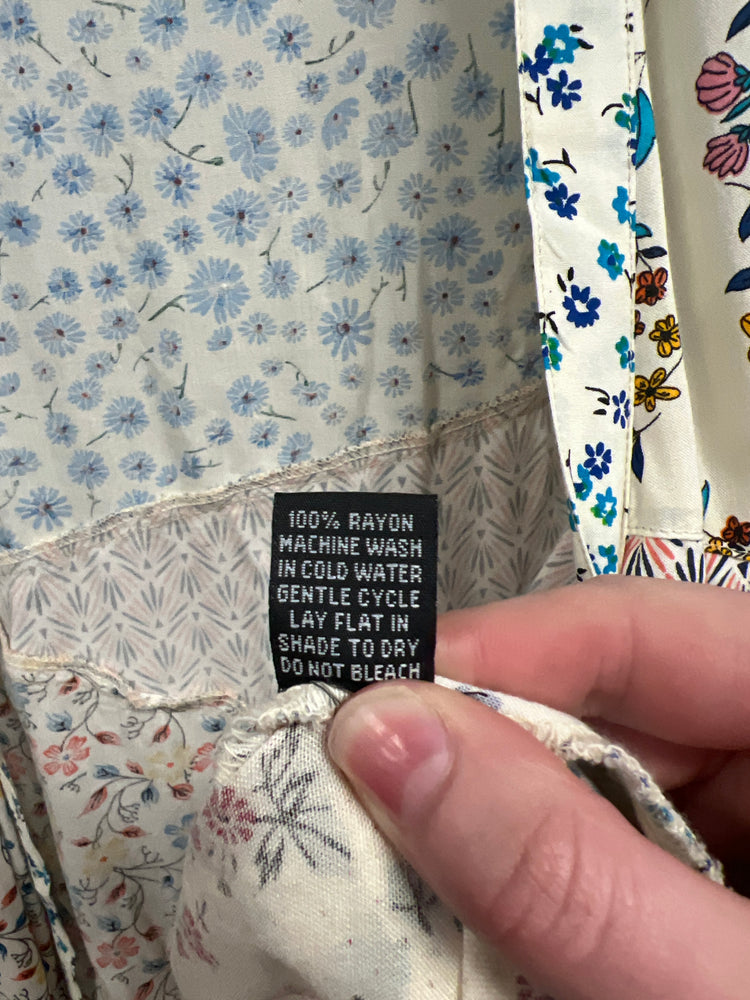 100% RAYON
MACHINE WASH
IN COLD WATER
GENTLE CYCLE
LAY FLAT IN
SHADE TO DRY
DO NOT BLEACH